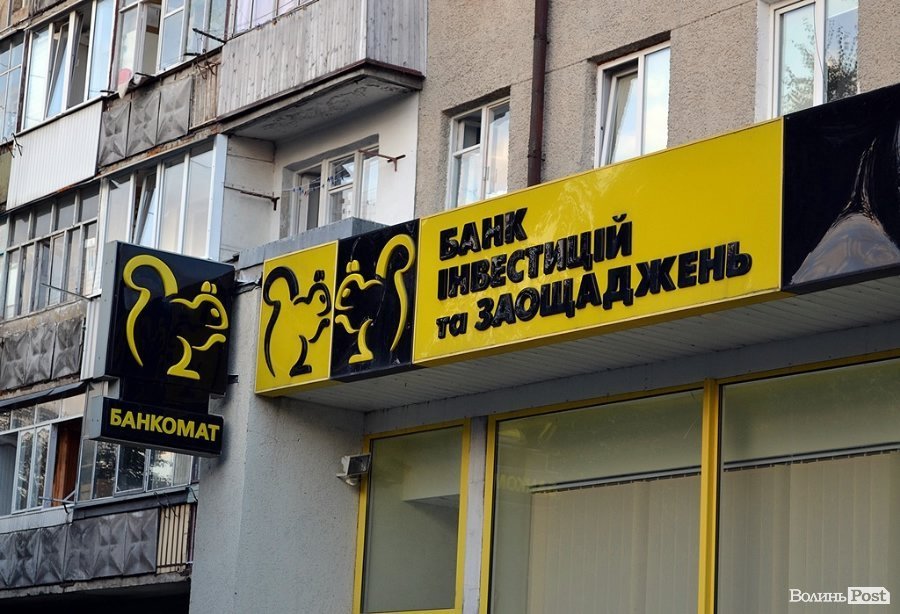 БАНК
ІНВЕСТИЦІЙ
та ЗАОЩАДЖЕНЬ
БАНКОМАТ
Волинь Post